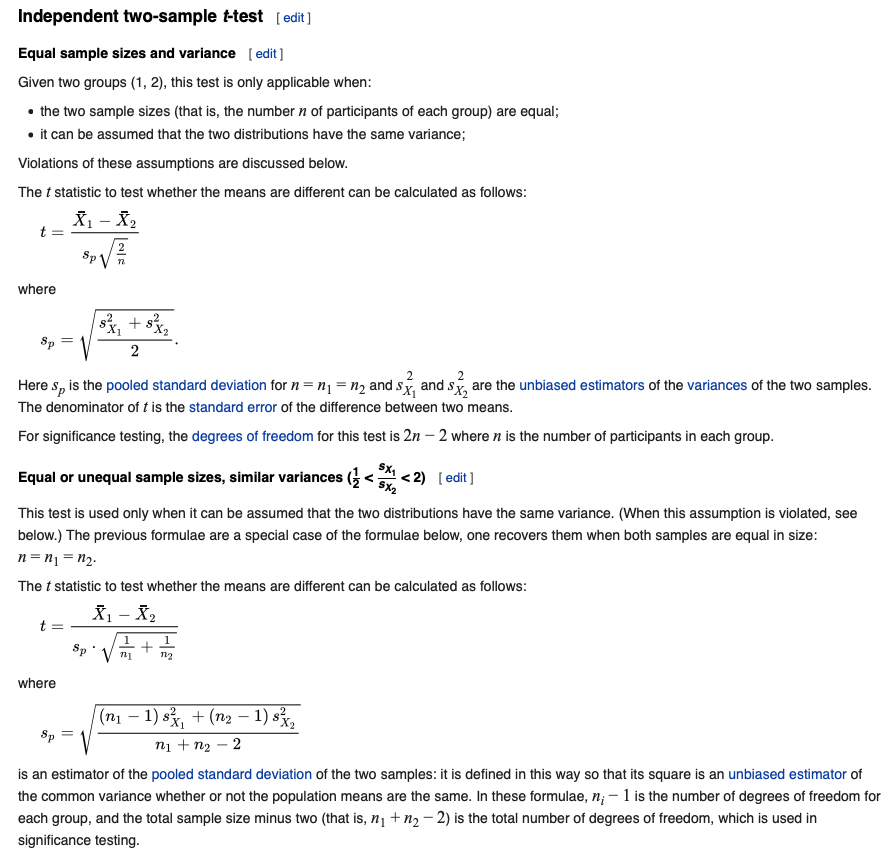 Independent two-sample t-test [ edit ]
Equal sample sizes and variance [ edit ]
Given two groups (1, 2), this test is only applicable when:
• the two sample sizes (that is, the number n of participants of each group) are equal;
• it can be assumed that the two distributions have the same variance;
Violations of these assumptions are discussed below.
The t statistic to test whether the means are different can be calculated as follows:
t = \frac{\bar{X}_1 - \bar{X}_2}{s_p \sqrt{\frac{2}{n}}}
where
s_p = \sqrt{\frac{s_{X_1}^2 + s_{X_2}^2}{2}}.
Here s_p is the pooled standard deviation for n = n_1 = n_2 and s_{X_1}^2 and s_{X_2}^2 are the unbiased estimators of the variances of the two samples.
The denominator of t is the standard error of the difference between two means.
For significance testing, the degrees of freedom for this test is 2n − 2 where n is the number of participants in each group.
Equal or unequal sample sizes, similar variances (\frac{1}{2} < \frac{s_{X_1}}{s_{X_2}} < 2) [ edit ]
This test is used only when it can be assumed that the two distributions have the same variance. (When this assumption is violated, see
below.) The previous formulae are a special case of the formulae below, one recovers them when both samples are equal in size:
n = n_1 = n_2.
The t statistic to test whether the means are different can be calculated as follows:
t = \frac{\bar{X}_1 - \bar{X}_2}{s_p \cdot \sqrt{\frac{1}{n_1} + \frac{1}{n_2}}}
where
s_p = \sqrt{\frac{(n_1 - 1) s_{X_1}^2 + (n_2 - 1) s_{X_2}^2}{n_1 + n_2 - 2}}
is an estimator of the pooled standard deviation of the two samples: it is defined in this way so that its square is an unbiased estimator of
the common variance whether or not the population means are the same. In these formulae, n_i − 1 is the number of degrees of freedom for
each group, and the total sample size minus two (that is, n_1 + n_2 − 2) is the total number of degrees of freedom, which is used in
significance testing.